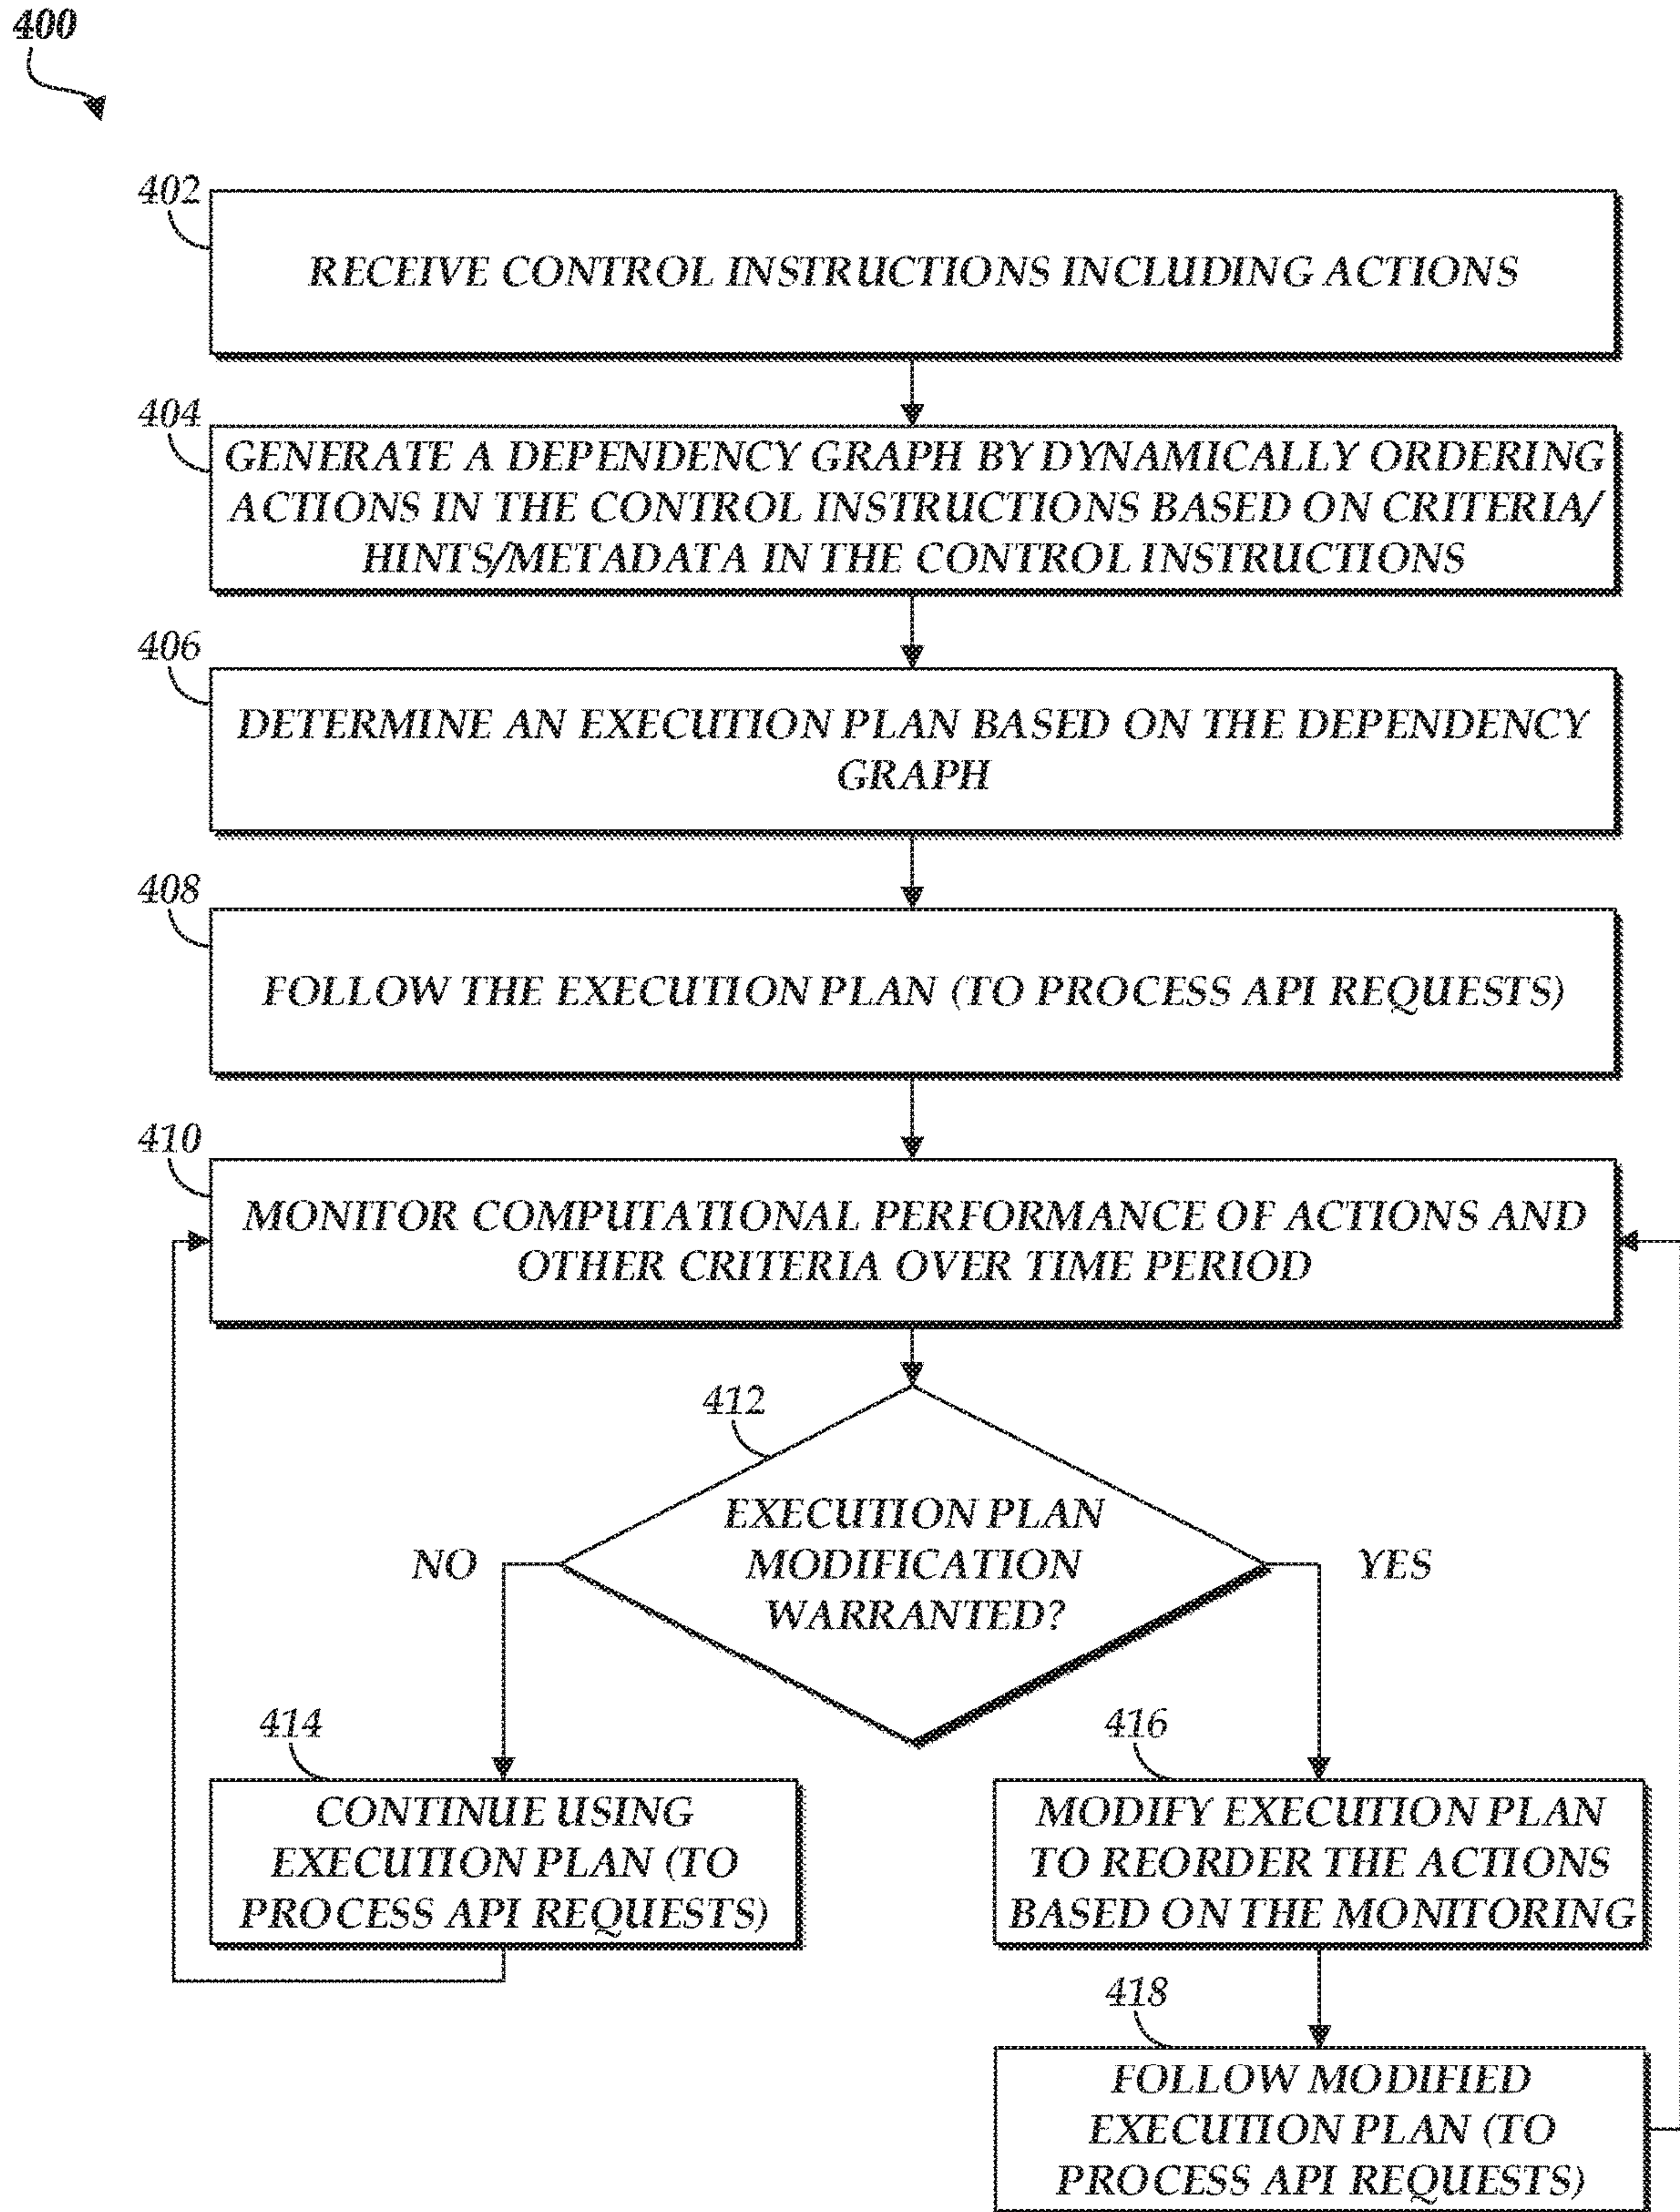 400
402
RECEIVE CONTROL INSTRUCTIONS INCLUDING ACTIONS
404
GENERATE A DEPENDENCY GRAPH BY DYNAMICALLY ORDERING
ACTIONS IN THE CONTROL INSTRUCTIONS BASED ON CRITERIA/
HINTS/METADATA IN THE CONTROL INSTRUCTIONS
406
DETERMINE AN EXECUTION PLAN BASED ON THE DEPENDENCY
GRAPH
408
FOLLOW THE EXECUTION PLAN (TO PROCESS API REQUESTS)
410
MONITOR COMPUTATIONAL PERFORMANCE OF ACTIONS AND
OTHER CRITERIA OVER TIME PERIOD
412
EXECUTION PLAN
MODIFICATION
WARRANTED?
NO
YES
414
CONTINUE USING
EXECUTION PLAN (TO
PROCESS API REQUESTS)
416
MODIFY EXECUTION PLAN
TO REORDER THE ACTIONS
BASED ON THE MONITORING
418
FOLLOW MODIFIED
EXECUTION PLAN (TO
PROCESS API REQUESTS)